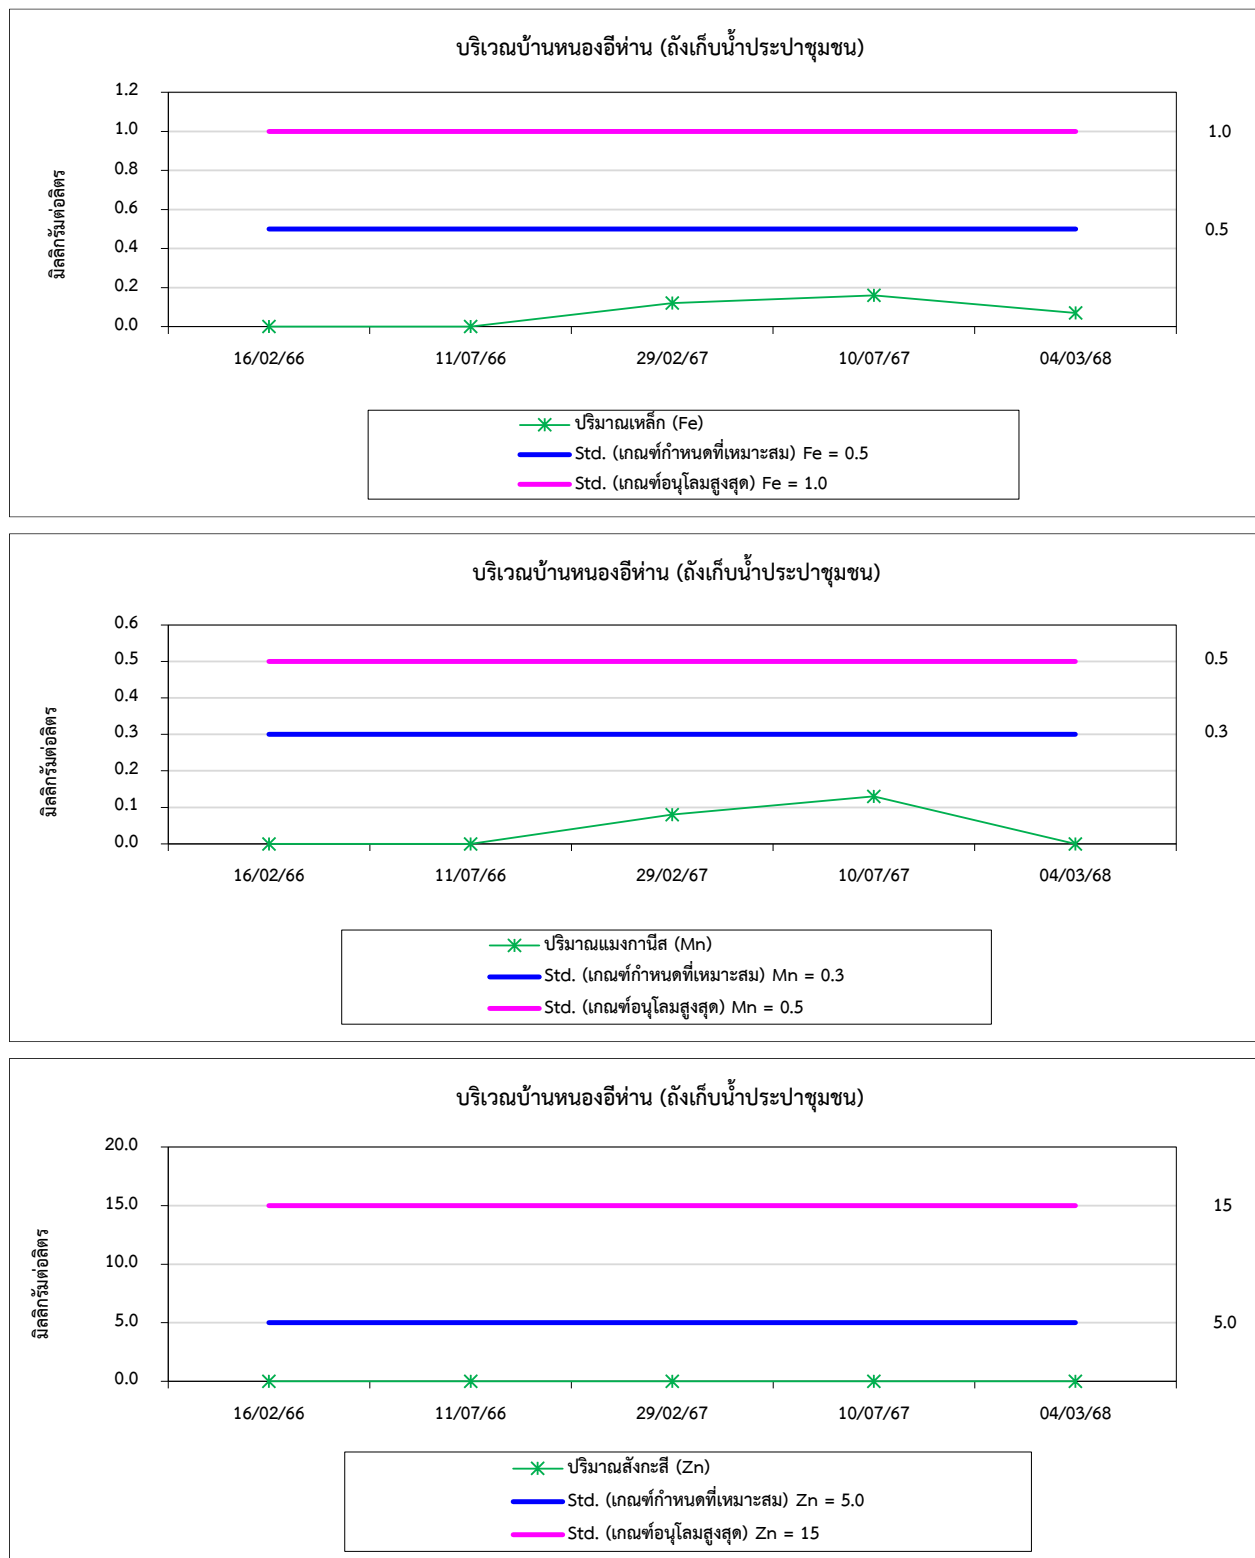 บริเวณบ้านหนองอีห่าน (ถังเก็บน้ำประปาชุมชน)
มิลลิกรัมต่อลิตร
1.2
1.0
0.8
0.6
0.4
0.2
0.0
1.0
0.5
16/02/66 11/07/66 29/02/67 10/07/67 04/03/68
ปริมาณเหล็ก (Fe)
Std. (เกณฑ์กำหนดที่เหมาะสม) Fe = 0.5
Std. (เกณฑ์อนุโลมสูงสุด) Fe = 1.0
บริเวณบ้านหนองอีห่าน (ถังเก็บน้ำประปาชุมชน)
มิลลิกรัมต่อลิตร
0.6
0.5
0.4
0.3
0.2
0.1
0.0
0.5
0.3
16/02/66 11/07/66 29/02/67 10/07/67 04/03/68
ปริมาณแมงกานีส (Mn)
Std. (เกณฑ์กำหนดที่เหมาะสม) Mn = 0.3
Std. (เกณฑ์อนุโลมสูงสุด) Mn = 0.5
บริเวณบ้านหนองอีห่าน (ถังเก็บน้ำประปาชุมชน)
มิลลิกรัมต่อลิตร
20.0
15.0
10.0
5.0
0.0
15
5.0
16/02/66 11/07/66 29/02/67 10/07/67 04/03/68
ปริมาณสังกะสี (Zn)
Std. (เกณฑ์กำหนดที่เหมาะสม) Zn = 5.0
Std. (เกณฑ์อนุโลมสูงสุด) Zn = 15